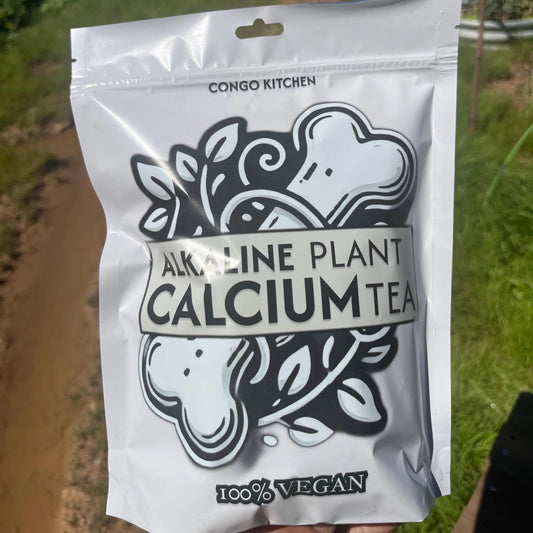 CONGO KITCHEN
ALKALINE PLANT
CALCIUM TEA
100% VEGAN